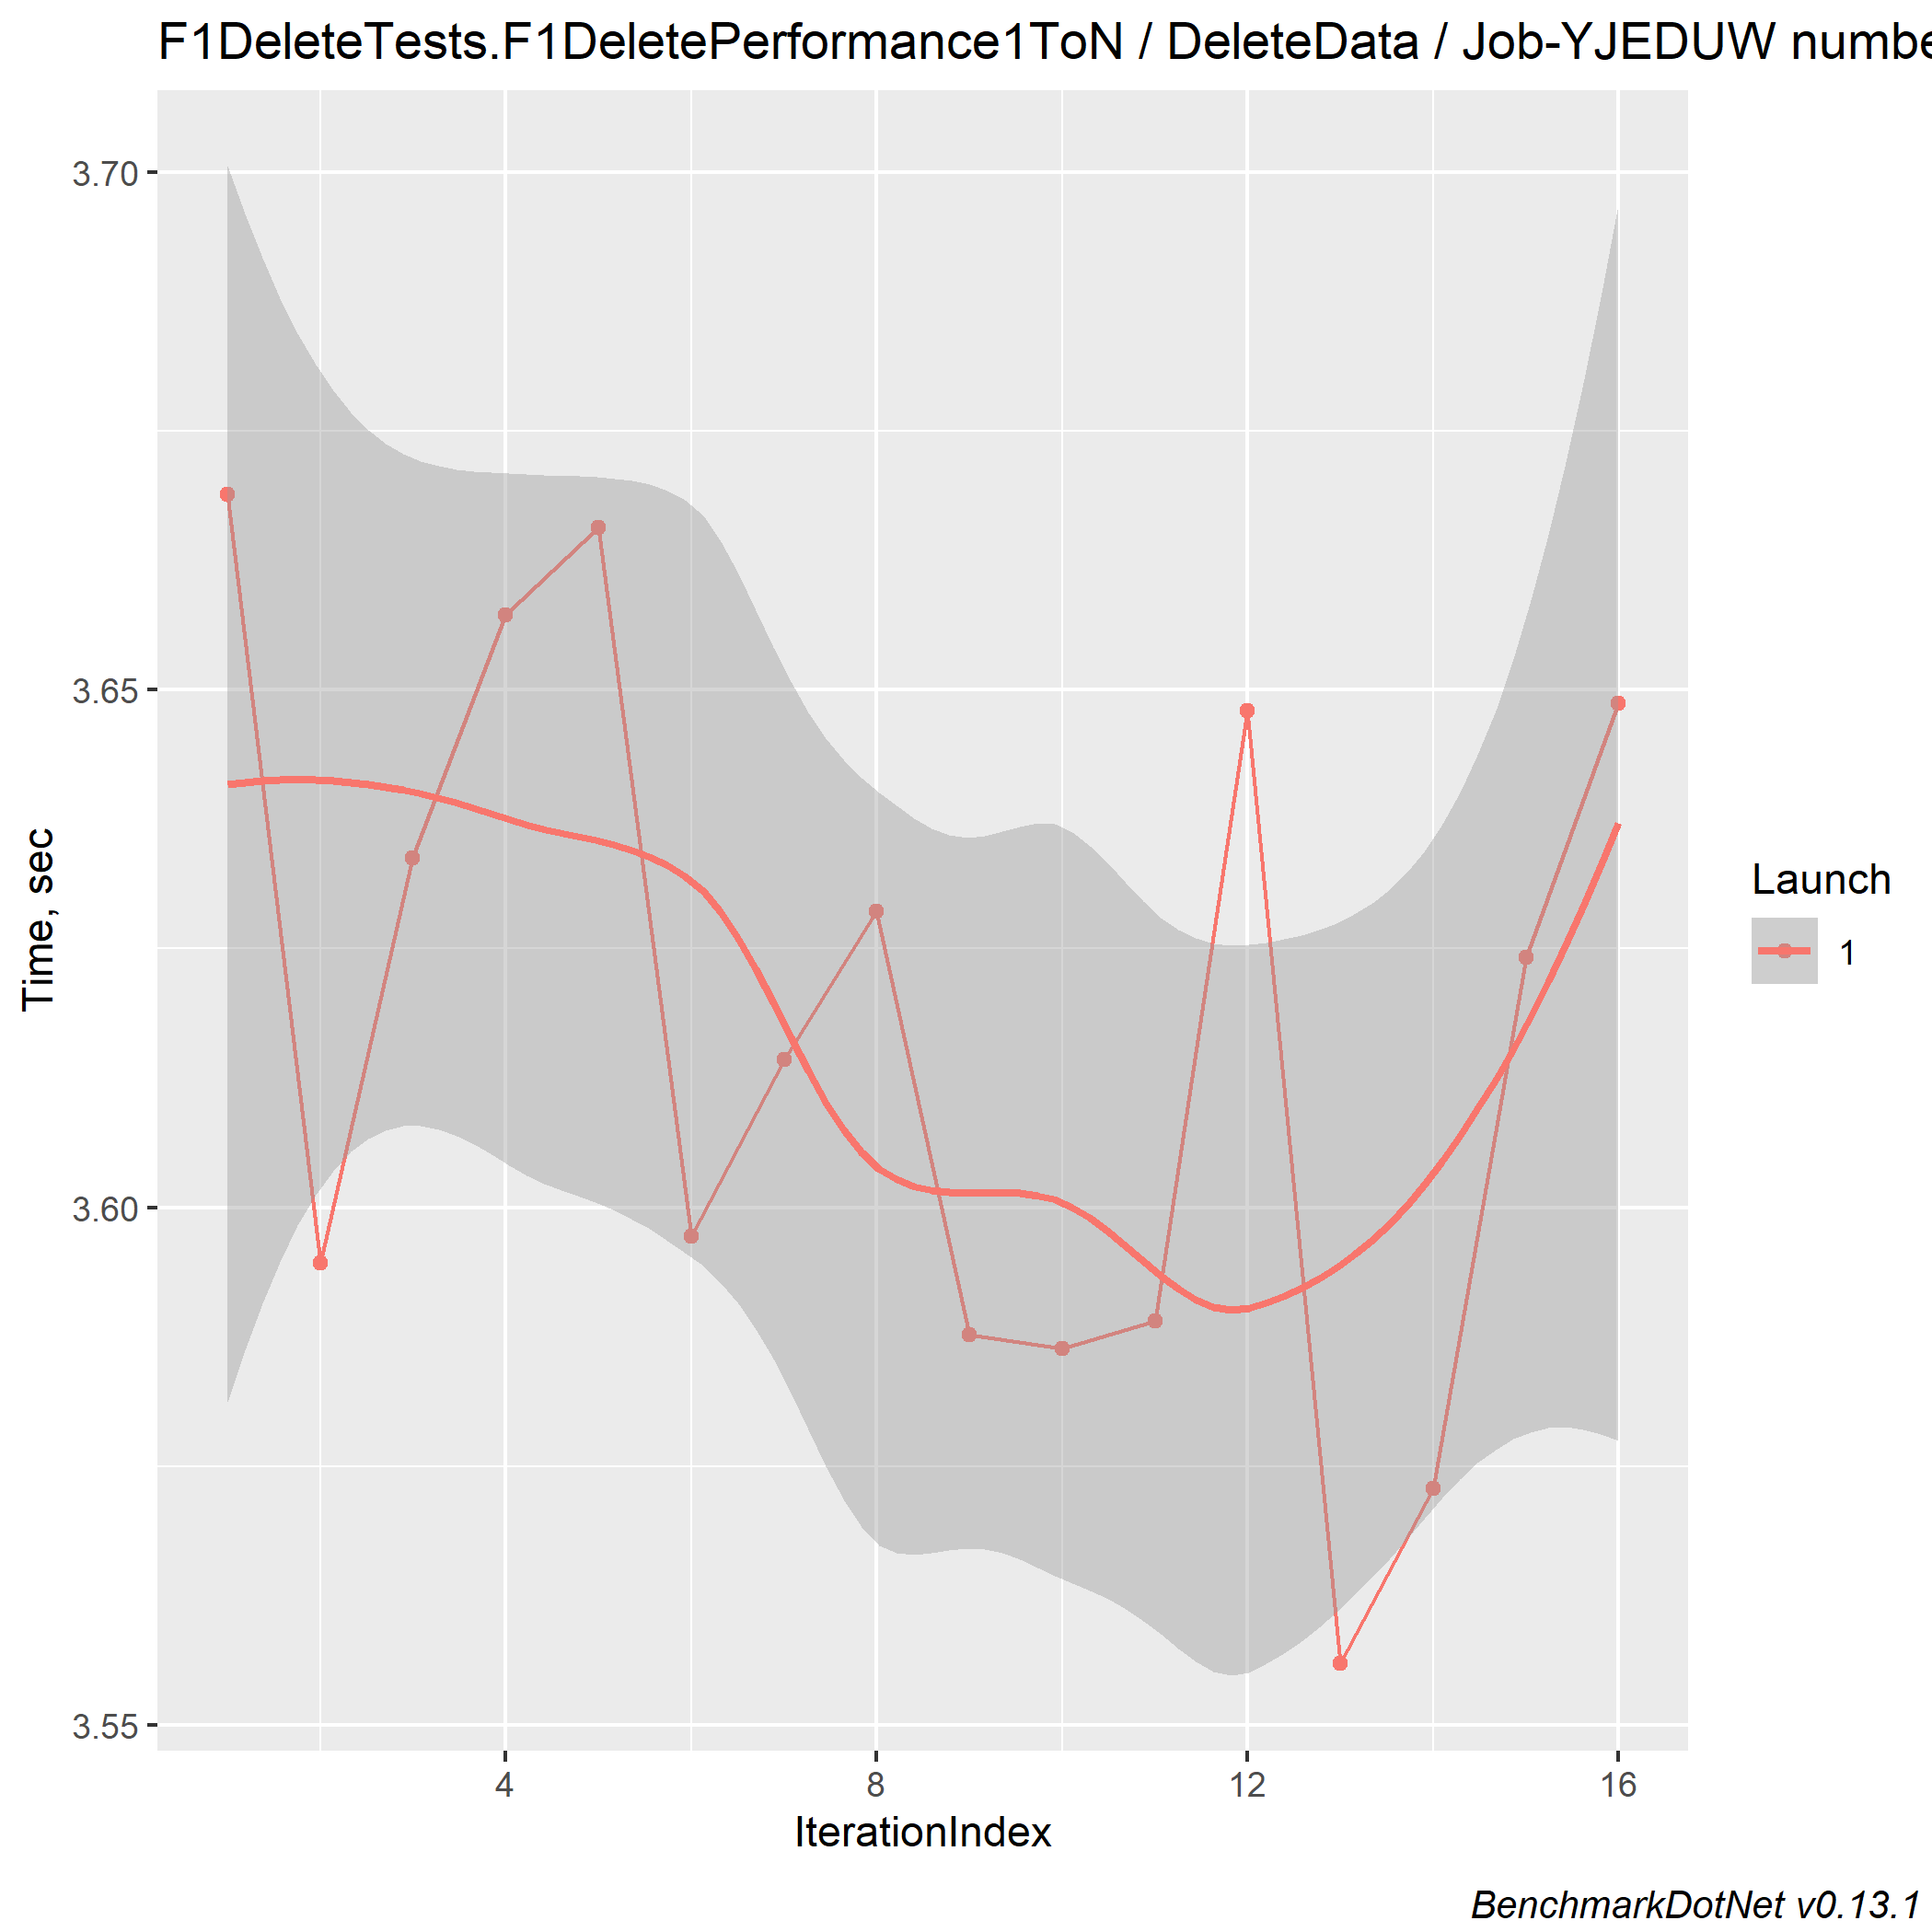 F1DeleteTests.F1DeletePerformance1ToN / DeleteData / Job-YJEDUW
3.70
3.65
3.60
3.55
Time, sec
4 8 12 16
IterationIndex
Launch
1
BenchmarkDotNet v0.13.1